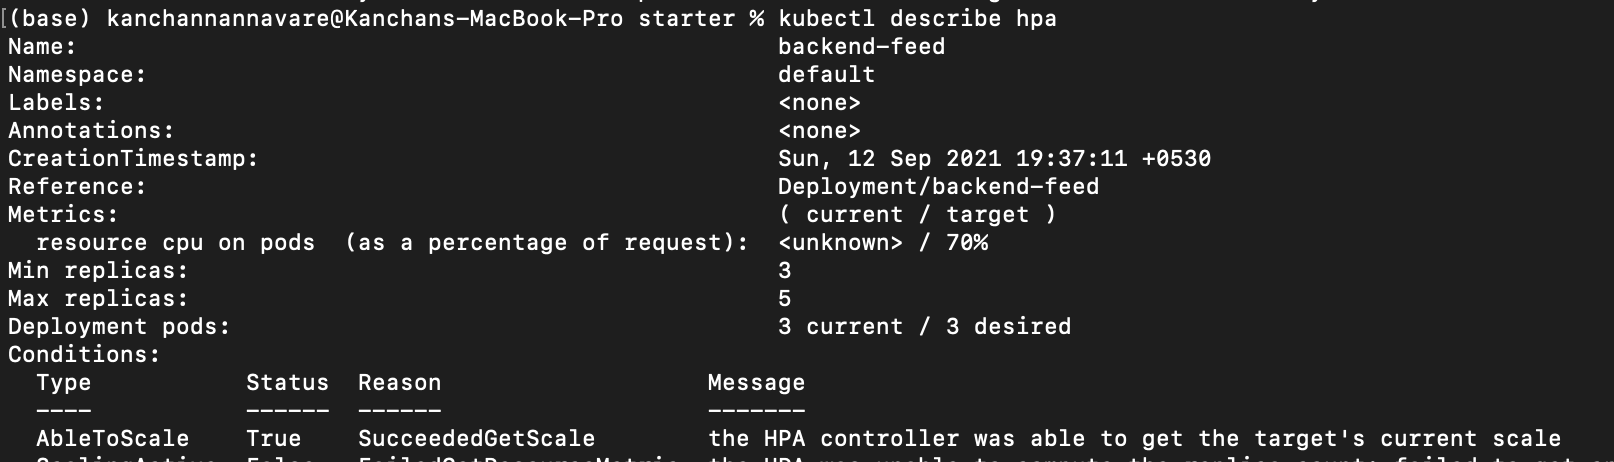 (base) kanchannannavare@Kanchans-MacBook-Pro starter % kubectl describe hpa
Name: backend-feed
Namespace: default
Labels: <none>
Annotations: <none>
CreationTimestamp: Sun, 12 Sep 2021 19:37:11 +0530
Reference: Deployment/backend-feed
Metrics: ( current / target )
resource cpu on pods (as a percentage of request): <unknown> / 70%
Min replicas: 3
Max replicas: 5
Deployment pods: 3 current / 3 desired
Conditions:
Type Status Reason Message
---- ------ ------ -------
AbleToScale True SucceededGetScale the HPA controller was able to get the target's current scale